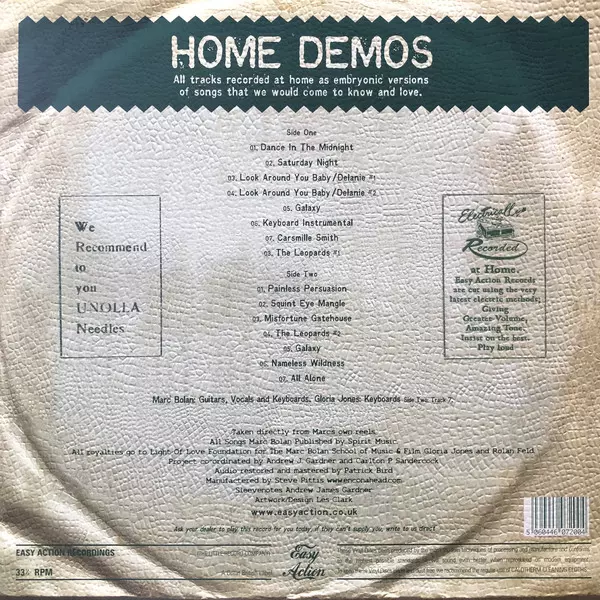 HOME DEMOS
All tracks recorded at home as embryonic versions
of songs that we would come to know and love.
Side One
01. Dance In The Midnight
02. Saturday Night
03. Look Around You Baby/Delanie #1
04. Look Around You Baby/Delanie #2
05. Galaxy
06. Keyboard Instrumental
07. Carsmille Smith
08. The Leopards #1
Side Two
01. Painless Persuasion
02. Squint Eye Mangle
03. Misfortune Gatehouse
04. The Leopards #2
05. Galaxy
06. Nameless Wildness
07. All Alone
We
Recommend
to
you
UNOLLA
Needles
Electrically
Recorded
at Home.
Easy Action Records
are cut using the very
latest electric methods;
Giving
Greater Volume,
Amazing Tone.
Insist on the best.
Play loud
Marc Bolan: Guitars, Vocals and Keyboards. Gloria Jones: Keyboards Side Two Track 7.
Taken directly from Marcs own reels.
All Songs Marc Bolan Published by Spirit Music.
All royalties go to Light Of Love Foundation for The Marc Bolan School of Music & Film Gloria Jones and Rolan Feld
Project co-ordinated by Andrew J Gardner and Carlton P Sandercock
Audio restored and mastered by Patrick Bird
Manufactered by Steve Pittis www.enconahead.com
Sleevenotes Andrew James Gardner
Artwork/Design Les Clark
www.easyaction.co.uk
Ask your dealer to play this record for you today, if they can't supply you, write to us direct
EASY ACTION RECORDINGS
33⅓ RPM
Easy
Action
5 060446 072004